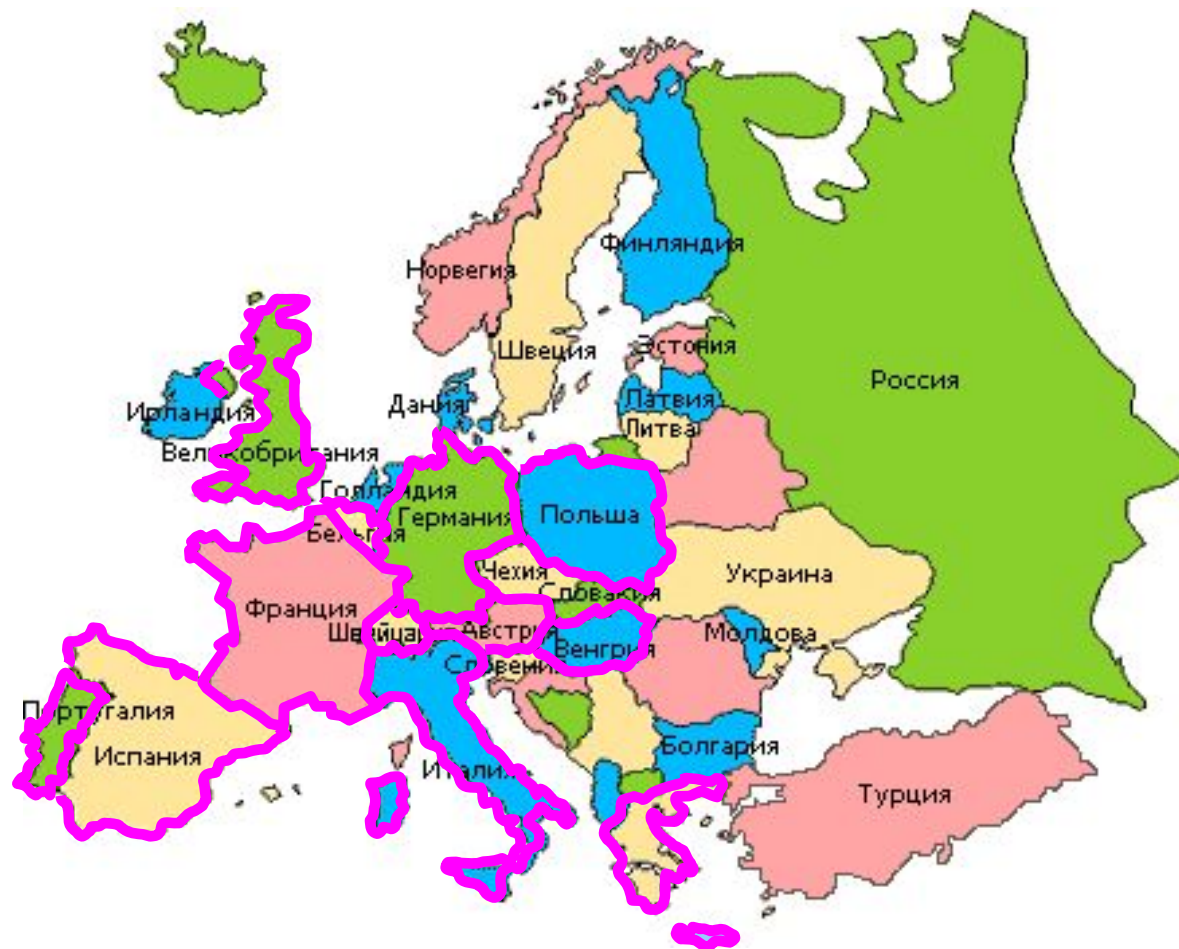 Финляндия
Норвегия
Швеция
Эстония
Россия
Латвия
Дания
Ирландия
Литва
Великобритания
Голландия
Германия
Польша
Бельгия
Чехия
Украина
Словакия
Франция
Швейцария
Австрия
Молдова
Венгрия
Словения
Португалия
Болгария
Испания
Италия
Турция